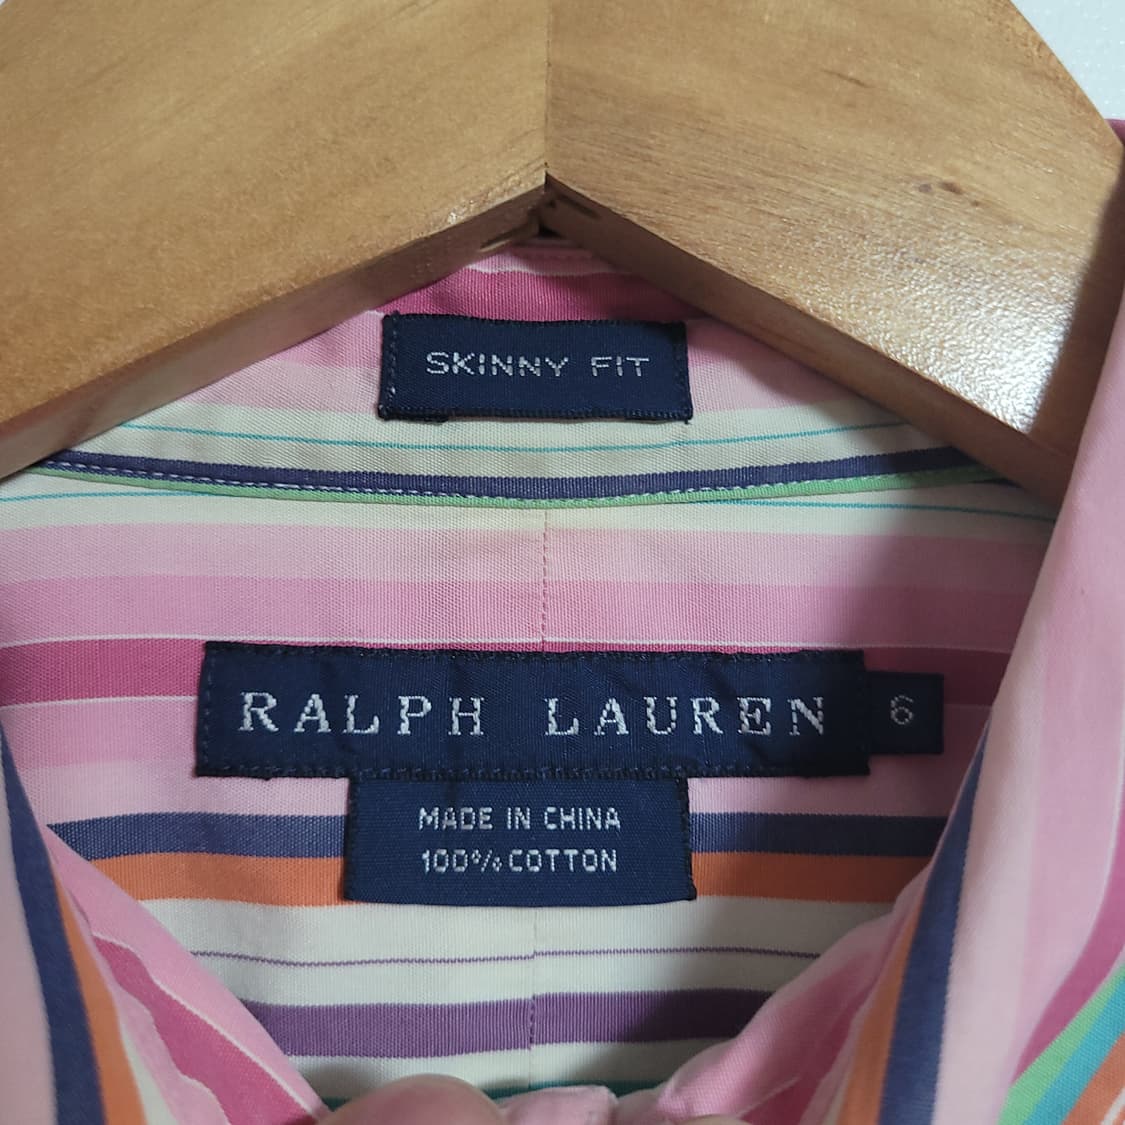 SKINNY FIT
RALPH LAUREN 6
MADE IN CHINA
100% COTTON